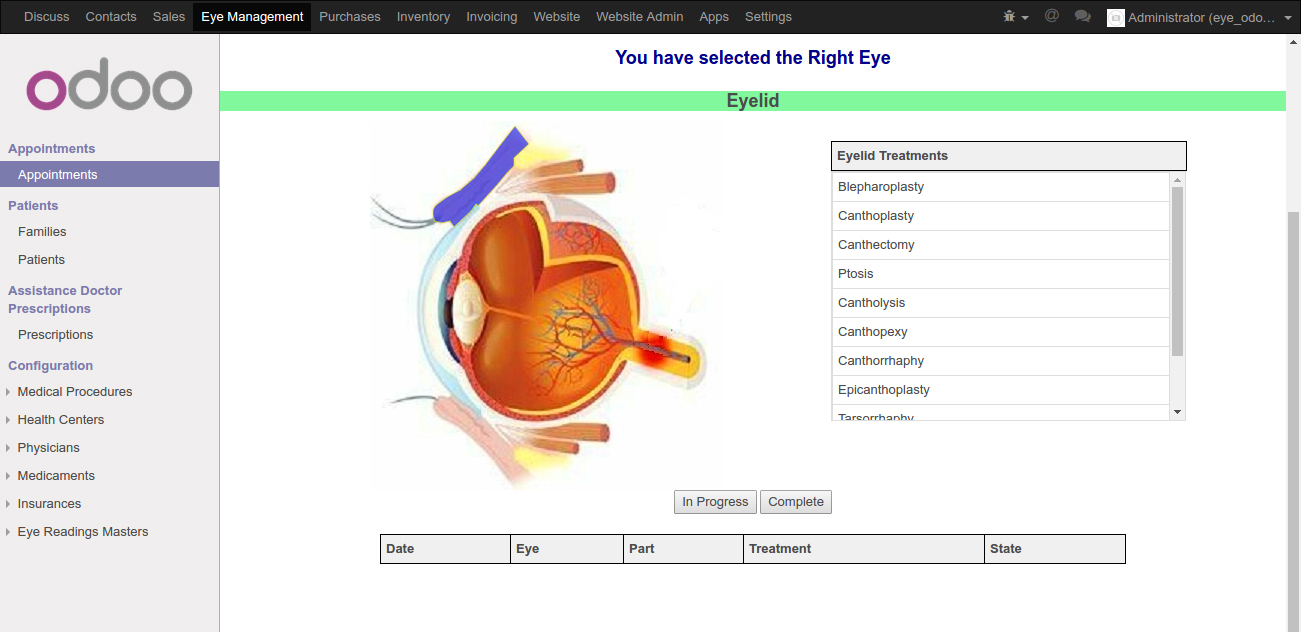 Discuss Contacts Sales Eye Management Purchases Inventory Invoicing Website Website Admin Apps Settings @ Administrator (eye_odo...
odoo
You have selected the Right Eye
Eyelid
Appointments
Appointments
Patients
Families
Patients
Assistance Doctor
Prescriptions
Prescriptions
Configuration
Medical Procedures
Health Centers
Physicians
Medicaments
Insurances
Eye Readings Masters
Eyelid Treatments
Blepharoplasty
Canthoplasty
Canthectomy
Ptosis
Cantholysis
Canthopexy
Canthorrhaphy
Epicanthoplasty
Tarsorrhaphy
In Progress Complete
Date Eye Part Treatment State